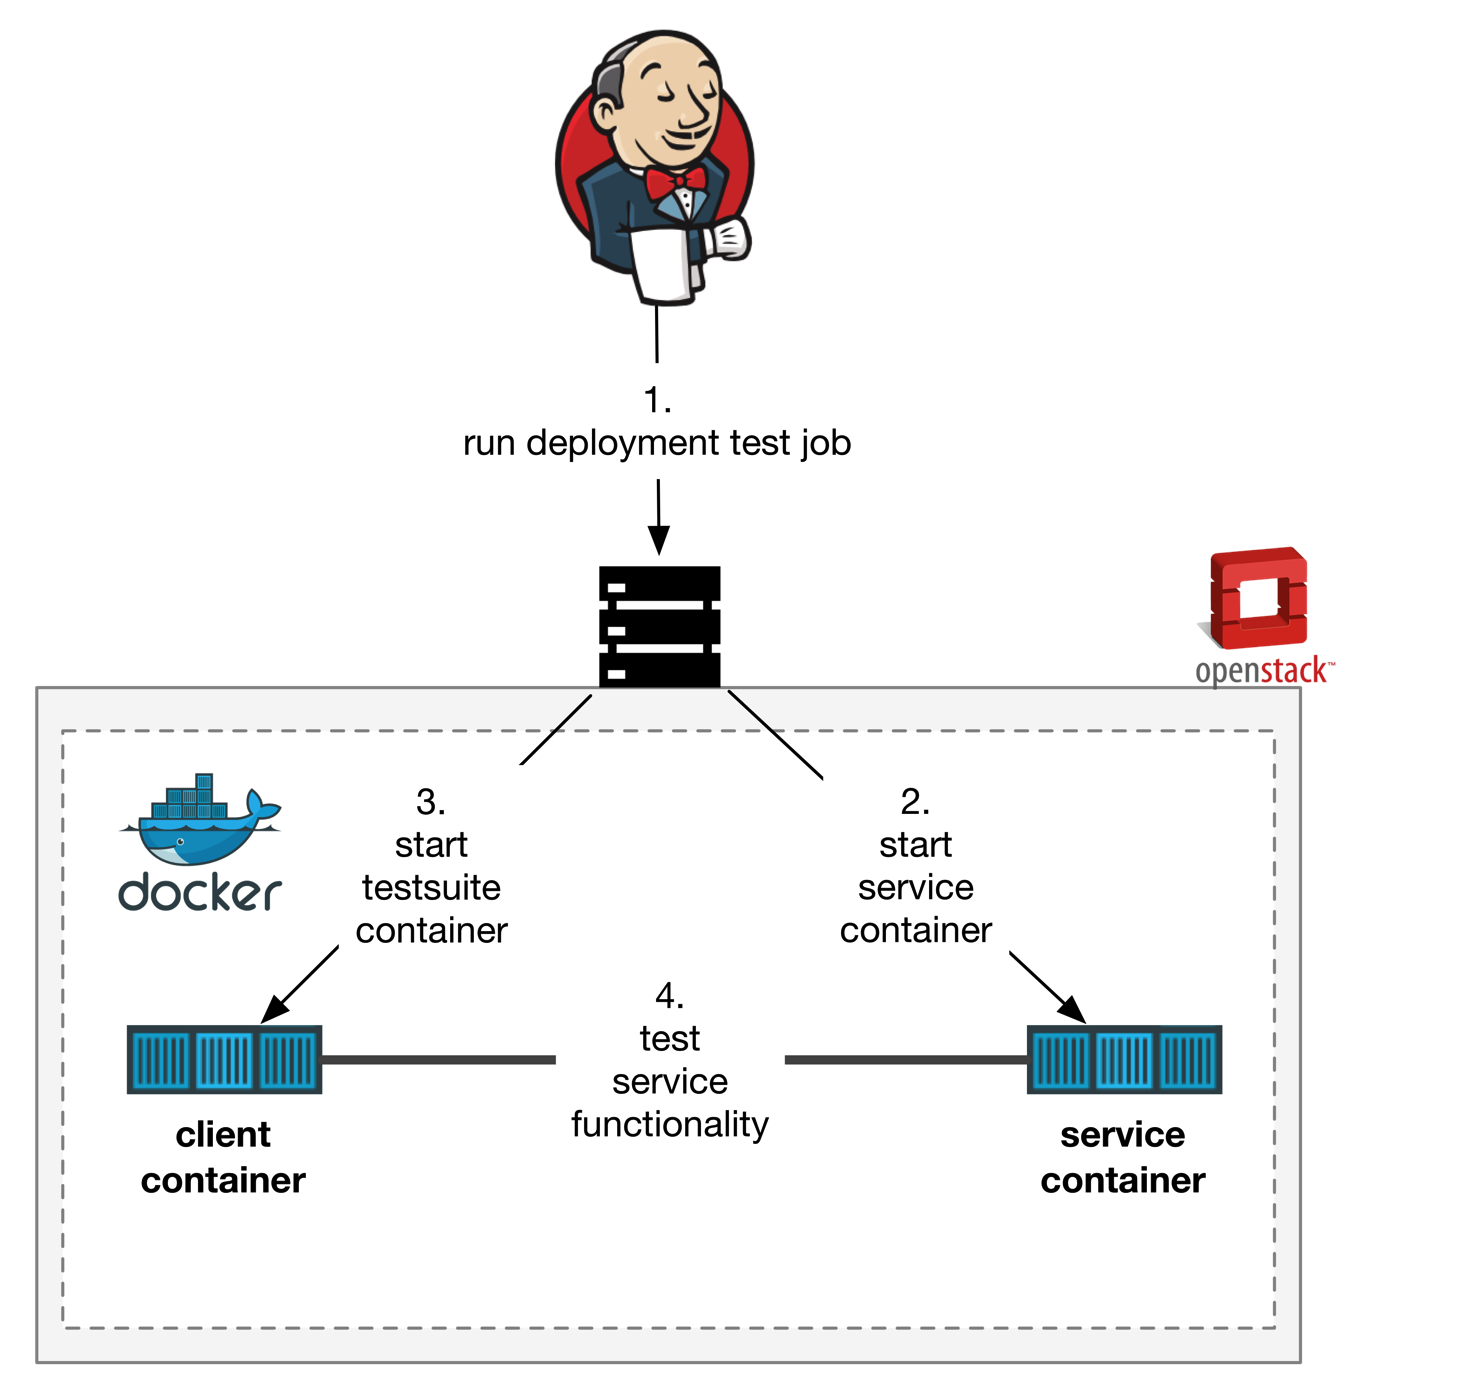 1.
run deployment test job
openstack™
docker
3.
start
testsuite
container
2.
start
service
container
4.
test
service
functionality
client
container
service
container